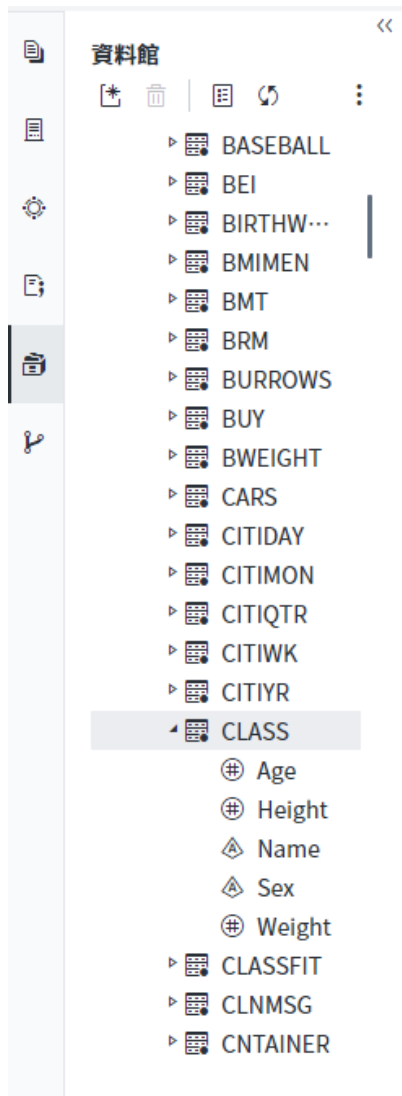 資料館
BASEBALL
BEI
BIRTHW…
BMIMEN
BMT
BRM
BURROWS
BUY
BWEIGHT
CARS
CITIDAY
CITIMON
CITIQTR
CITIWK
CITIYR
CLASS
Age
Height
Name
Sex
Weight
CLASSFIT
CLNMSG
CNTAINER